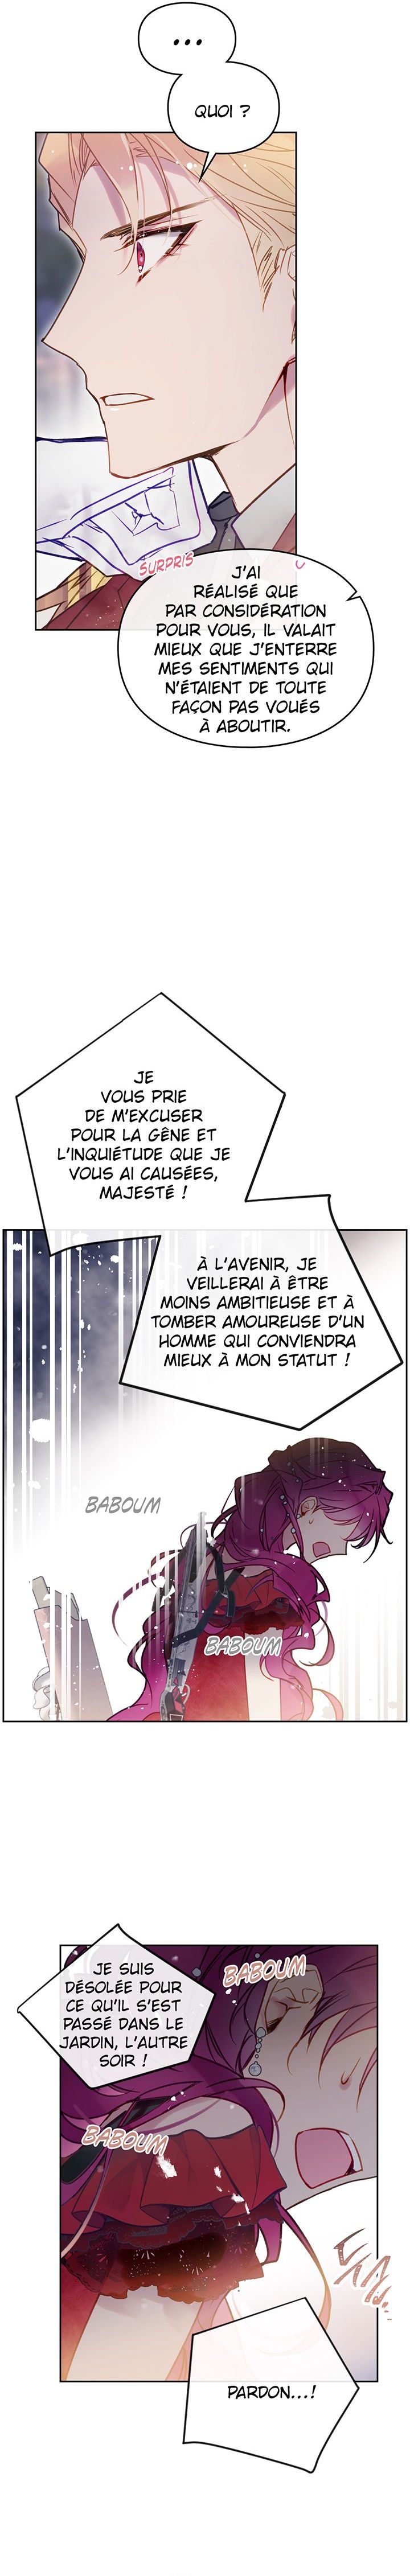 ...
QUOI ?
SURPRIS
J'AI
RÉALISÉ QUE
PAR CONSIDÉRATION
POUR VOUS, IL VALAIT
MIEUX QUE J'ENTERRE
MES SENTIMENTS QUI
N'ÉTAIENT DE TOUTE
FAÇON PAS VOUÉS
À ABOUTIR.
JE
VOUS PRIE
DE M'EXCUSER
POUR LA GÊNE ET
L'INQUIÉTUDE QUE JE
VOUS AI CAUSÉES,
MAJESTÉ !
À L'AVENIR, JE
VEILLERAI À ÊTRE
MOINS AMBITIEUSE ET À
TOMBER AMOUREUSE D'UN
HOMME QUI CONVIENDRA
MIEUX À MON STATUT !
BABOUM
BABOUM
JE SUIS
DÉSOLÉE POUR
CE QU'IL S'EST
PASSÉ DANS LE
JARDIN, L'AUTRE
SOIR !
BABOUM
BABOUM
PARDON...!